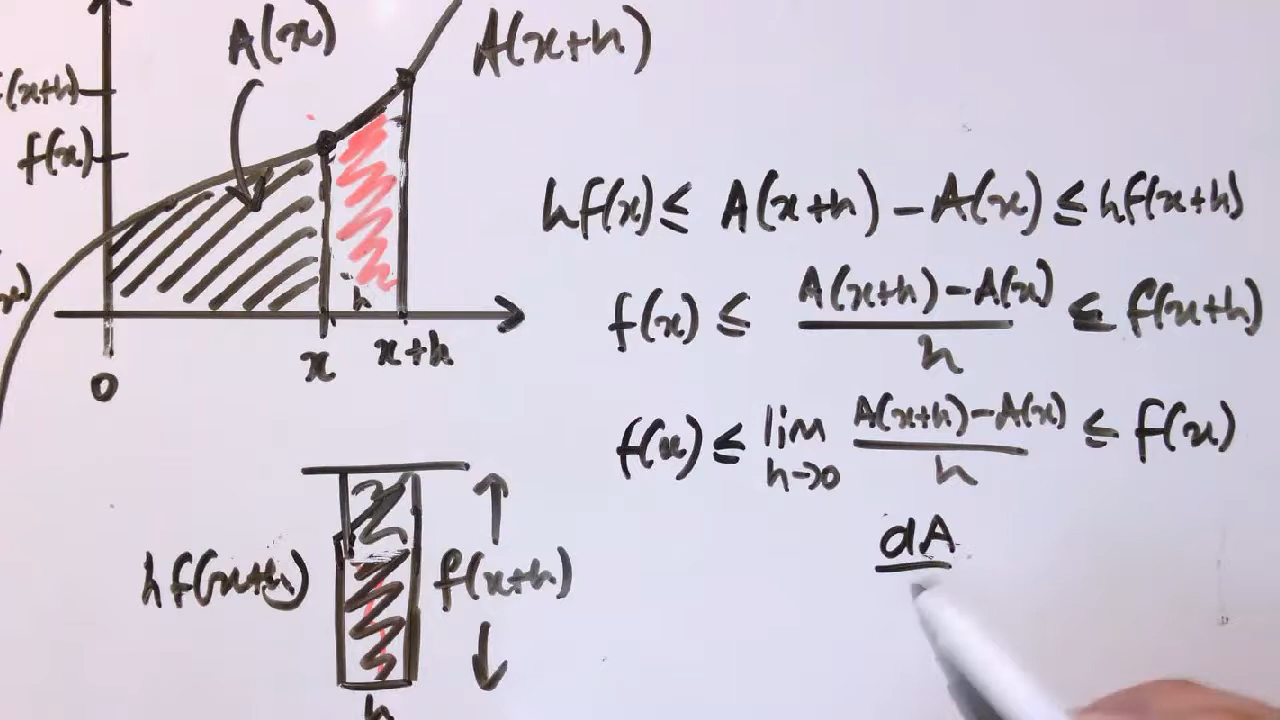 A(x)
A(x+h)
f(x+h)
f(x)
hf(x) ≤ A(x+h) - A(x) ≤ hf(x+h)
f(x) ≤ A(x+h) - A(x) / h ≤ f(x+h)
h
0
x
x+h
f(x) ≤ lim h→0 A(x+h) - A(x) / h ≤ f(x)
dA
hf(x+h)
f(x+h)
h